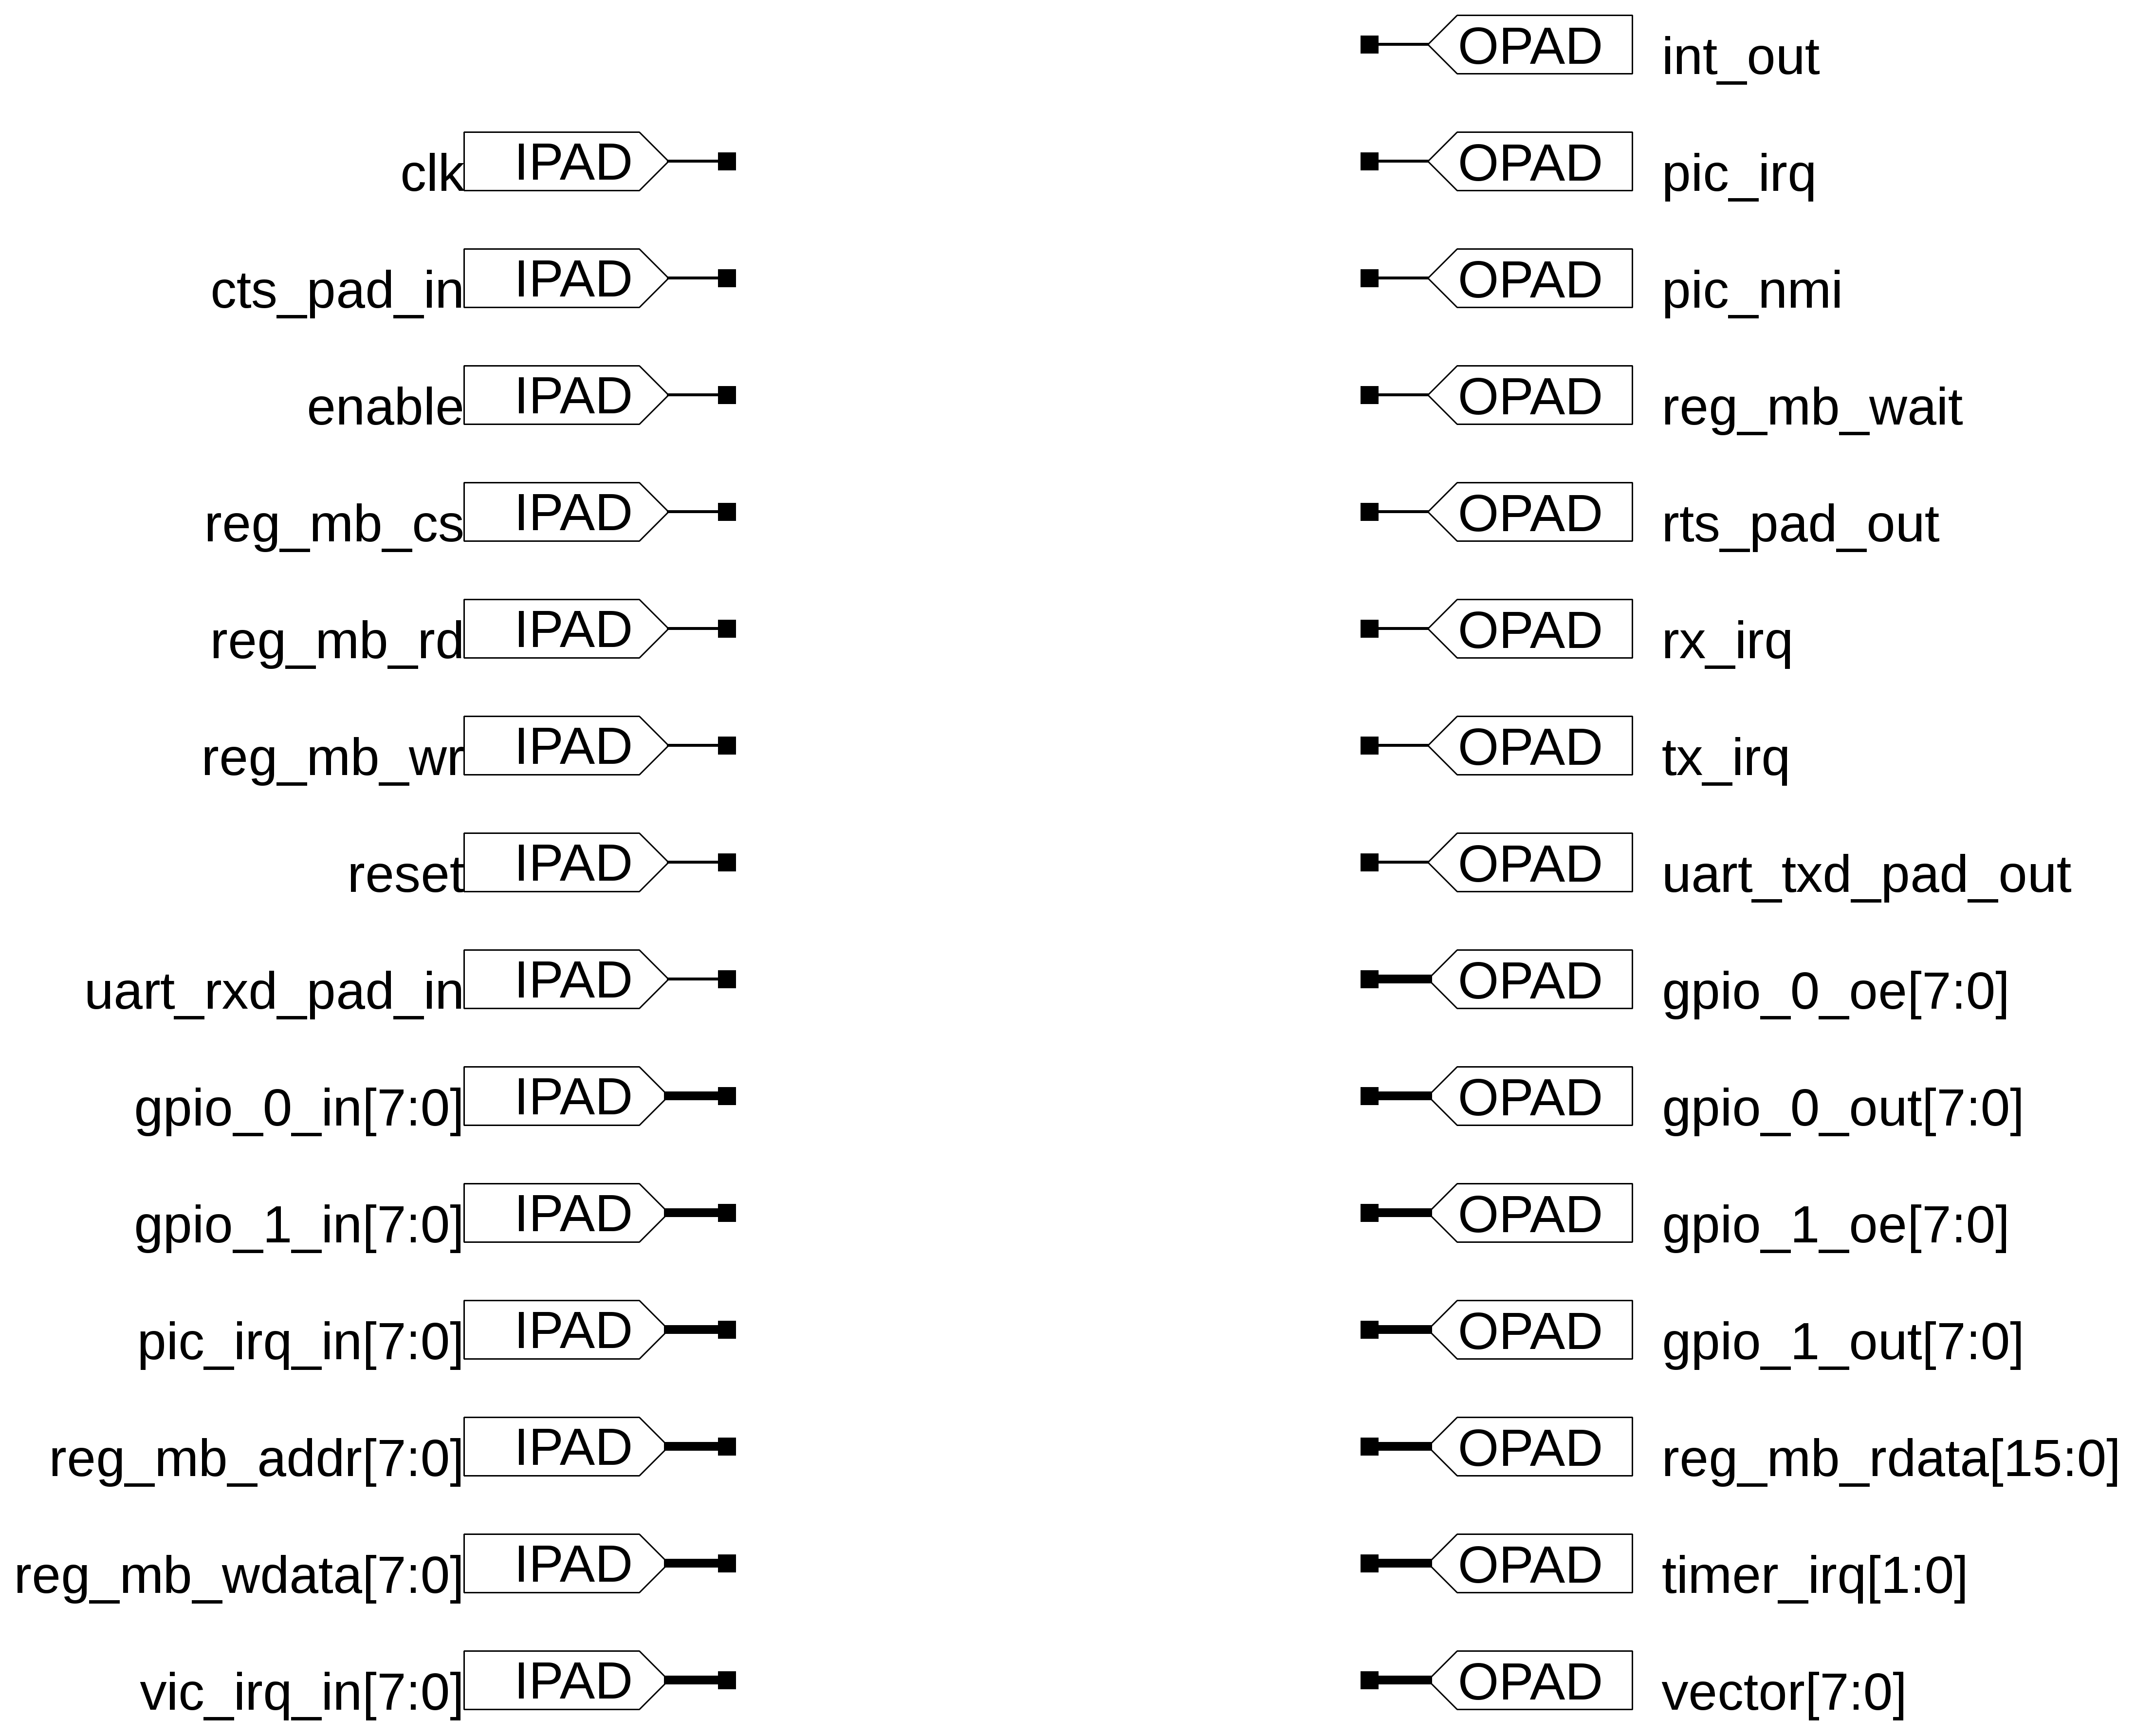 OPAD int_out
clk IPAD OPAD pic_irq
cts_pad_in IPAD OPAD pic_nmi
enable IPAD OPAD reg_mb_wait
reg_mb_cs IPAD OPAD rts_pad_out
reg_mb_rd IPAD OPAD rx_irq
reg_mb_wr IPAD OPAD tx_irq
reset IPAD OPAD uart_txd_pad_out
uart_rxd_pad_in IPAD OPAD gpio_0_oe[7:0]
gpio_0_in[7:0] IPAD OPAD gpio_0_out[7:0]
gpio_1_in[7:0] IPAD OPAD gpio_1_oe[7:0]
pic_irq_in[7:0] IPAD OPAD gpio_1_out[7:0]
reg_mb_addr[7:0] IPAD OPAD reg_mb_rdata[15:0]
reg_mb_wdata[7:0] IPAD OPAD timer_irq[1:0]
vic_irq_in[7:0] IPAD OPAD vector[7:0]